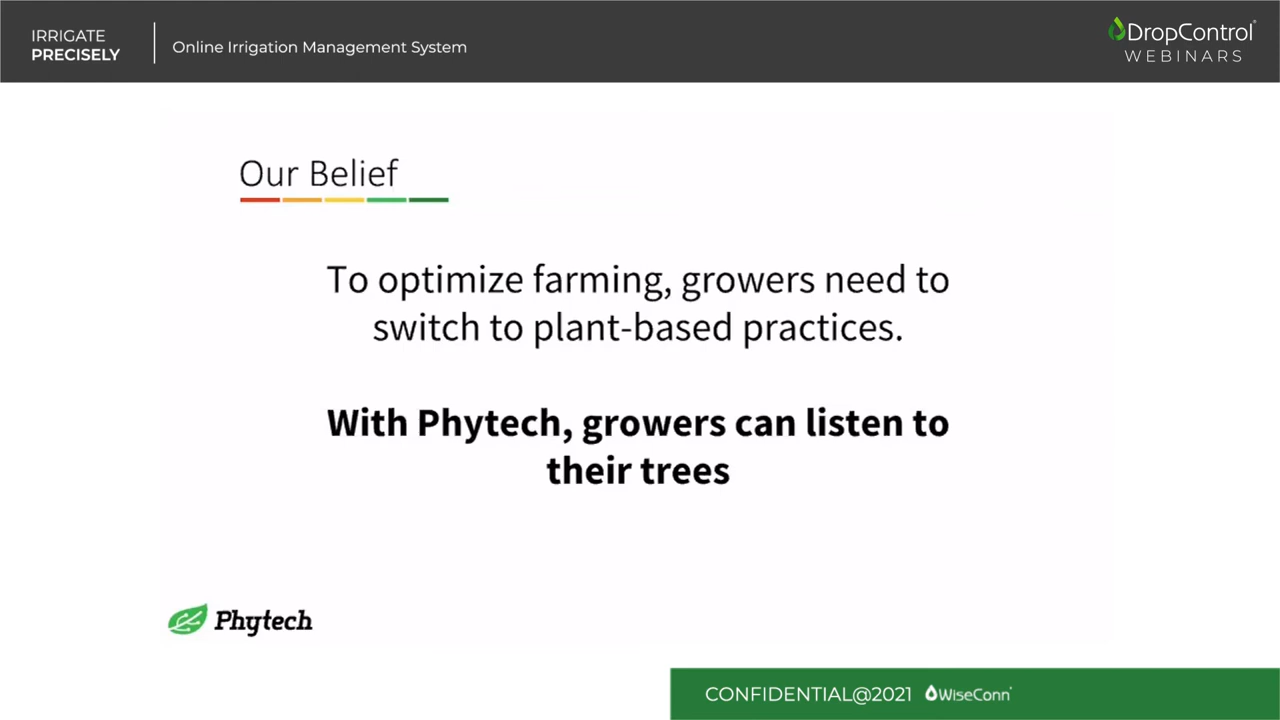 IRRIGATE
PRECISELY
Online Irrigation Management System
DropControl
WEBINARS
Our Belief
To optimize farming, growers need to
switch to plant-based practices.
With Phytech, growers can listen to
their trees
Phytech
CONFIDENTIAL@2021 WiseConn